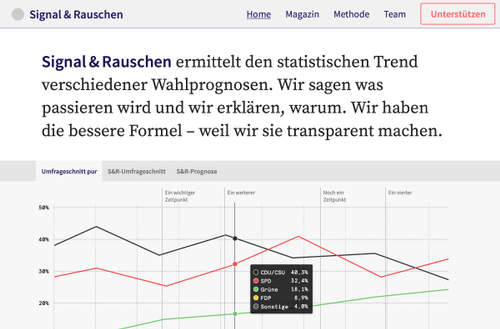 Signal & Rauschen
Home
Magazin
Methode
Team
Unterstützen
Signal & Rauschen ermittelt den statistischen Trend
verschiedener Wahlprognosen. Wir sagen was
passieren wird und wir erklären, warum. Wir haben
die bessere Formel – weil wir sie transparent machen.
Umfrageschnitt pur
S&R-Umfrageschnitt
S&R-Prognose
Ein wichtiger
Zeitpunkt
Ein weiterer
Noch ein
Zeitpunkt
Ein vierter
50%
40%
30%
20%
CDU/CSU 40,3%
SPD 32,4%
Grüne 18,1%
FDP 8,9%
Sonstige 4,0%